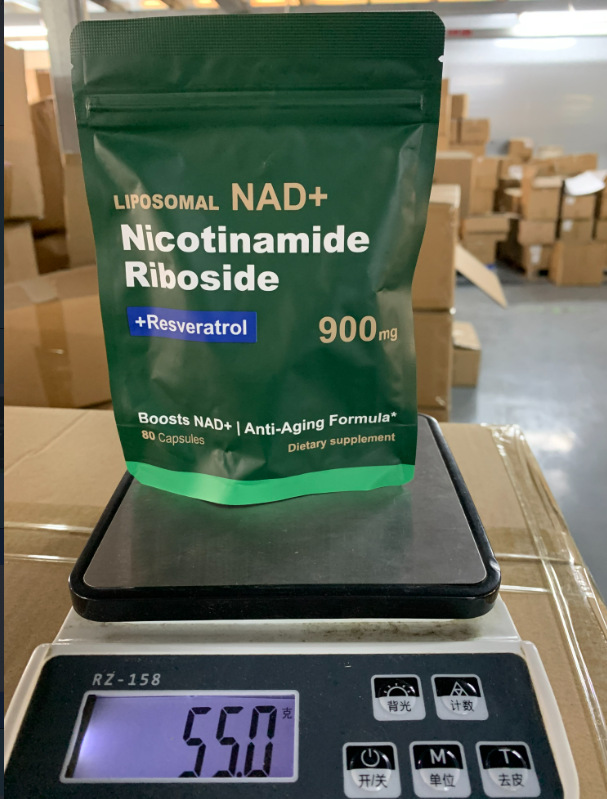 LIPOSOMAL NAD+
Nicotinamide
Riboside
+Resveratrol
900mg
Boosts NAD+ | Anti-Aging Formula*
80 Capsules
Dietary supplement
RZ-158
55.0 克
背光
计数
开/关
M
单位
T
去皮